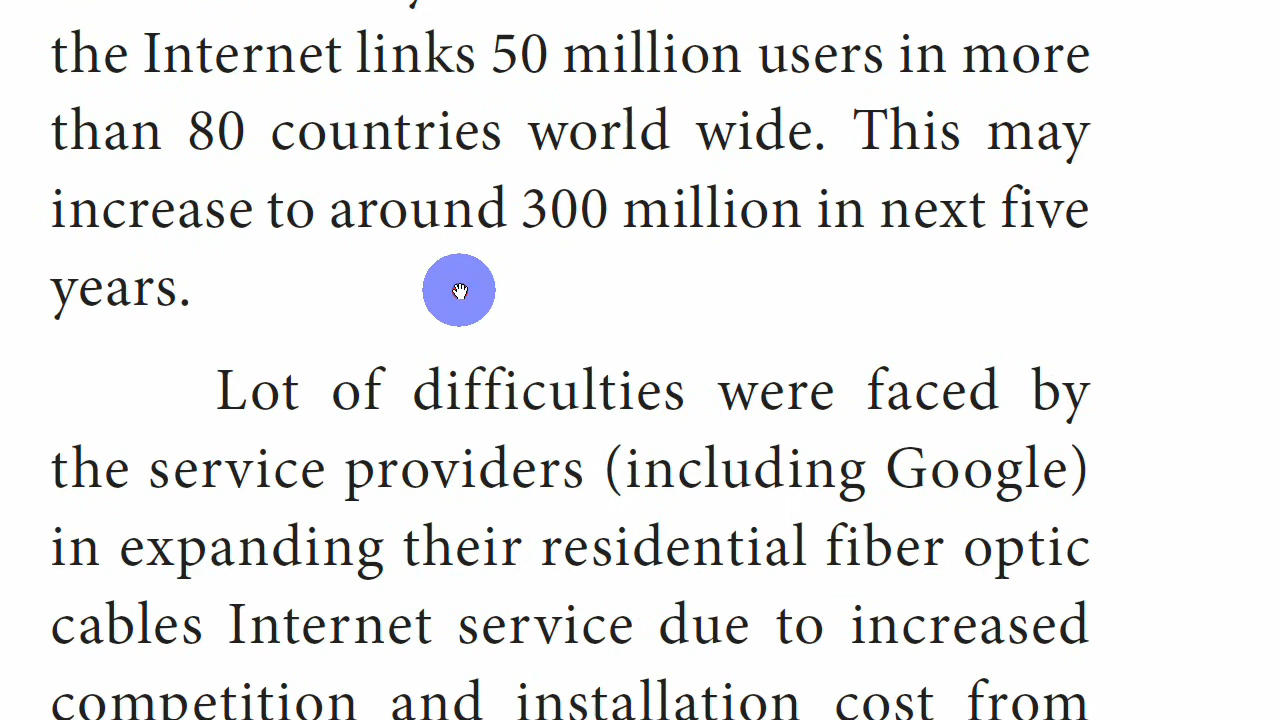 the Internet links 50 million users in more
than 80 countries world wide. This may
increase to around 300 million in next five
years.
Lot of difficulties were faced by
the service providers (including Google)
in expanding their residential fiber optic
cables Internet service due to increased
competition and installation cost from